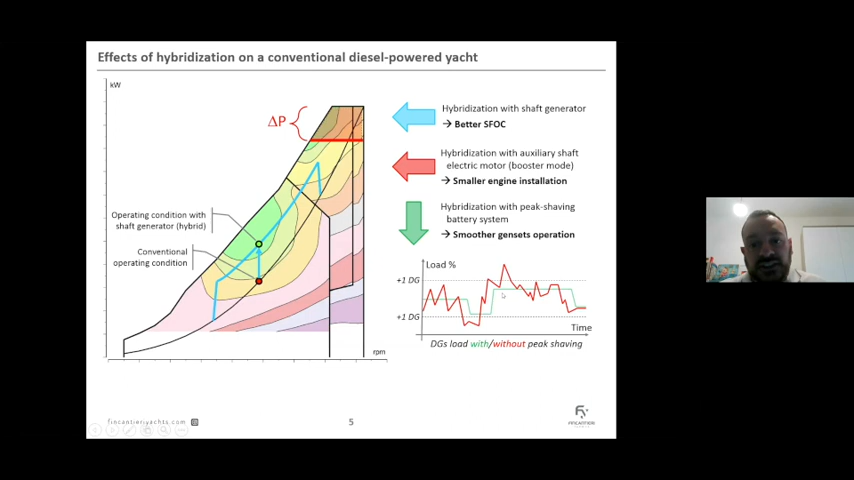 Effects of hybridization on a conventional diesel-powered yacht
kW
ΔP
Operating condition with
shaft generator (hybrid)
Conventional
operating condition
rpm
Hybridization with shaft generator
→ Better SFOC
Hybridization with auxiliary shaft
electric motor (booster mode)
→ Smaller engine installation
Hybridization with peak-shaving
battery system
→ Smoother gensets operation
Load %
+1 DG
+1 DG
Time
DGs load with/without peak shaving
fincantieriyachts.com
5
FINCANTIERI